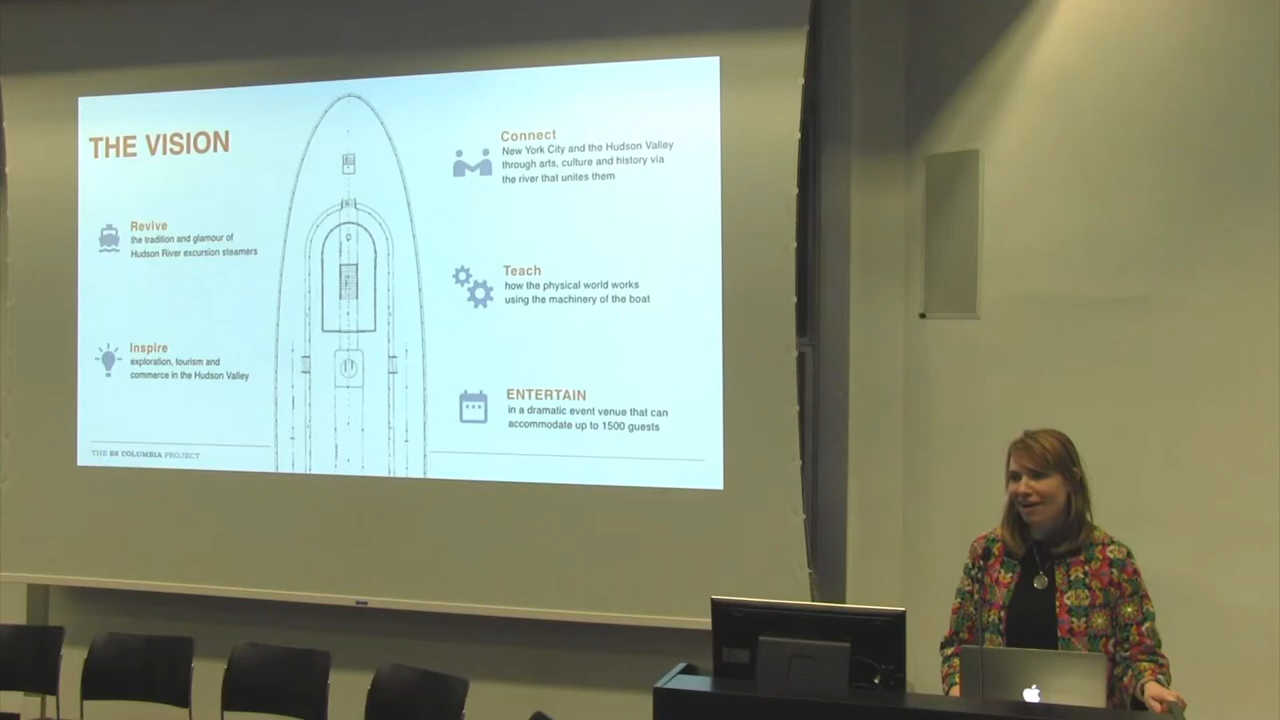 THE VISION
Revive
the tradition and glamour of
Hudson River excursion steamers
Inspire
exploration, tourism and
commerce in the Hudson Valley
THE SS COLUMBIA PROJECT
Connect
New York City and the Hudson Valley
through arts, culture and history via
the river that unites them
Teach
how the physical world works
using the machinery of the boat
ENTERTAIN
in a dramatic event venue that can
accommodate up to 1500 guests